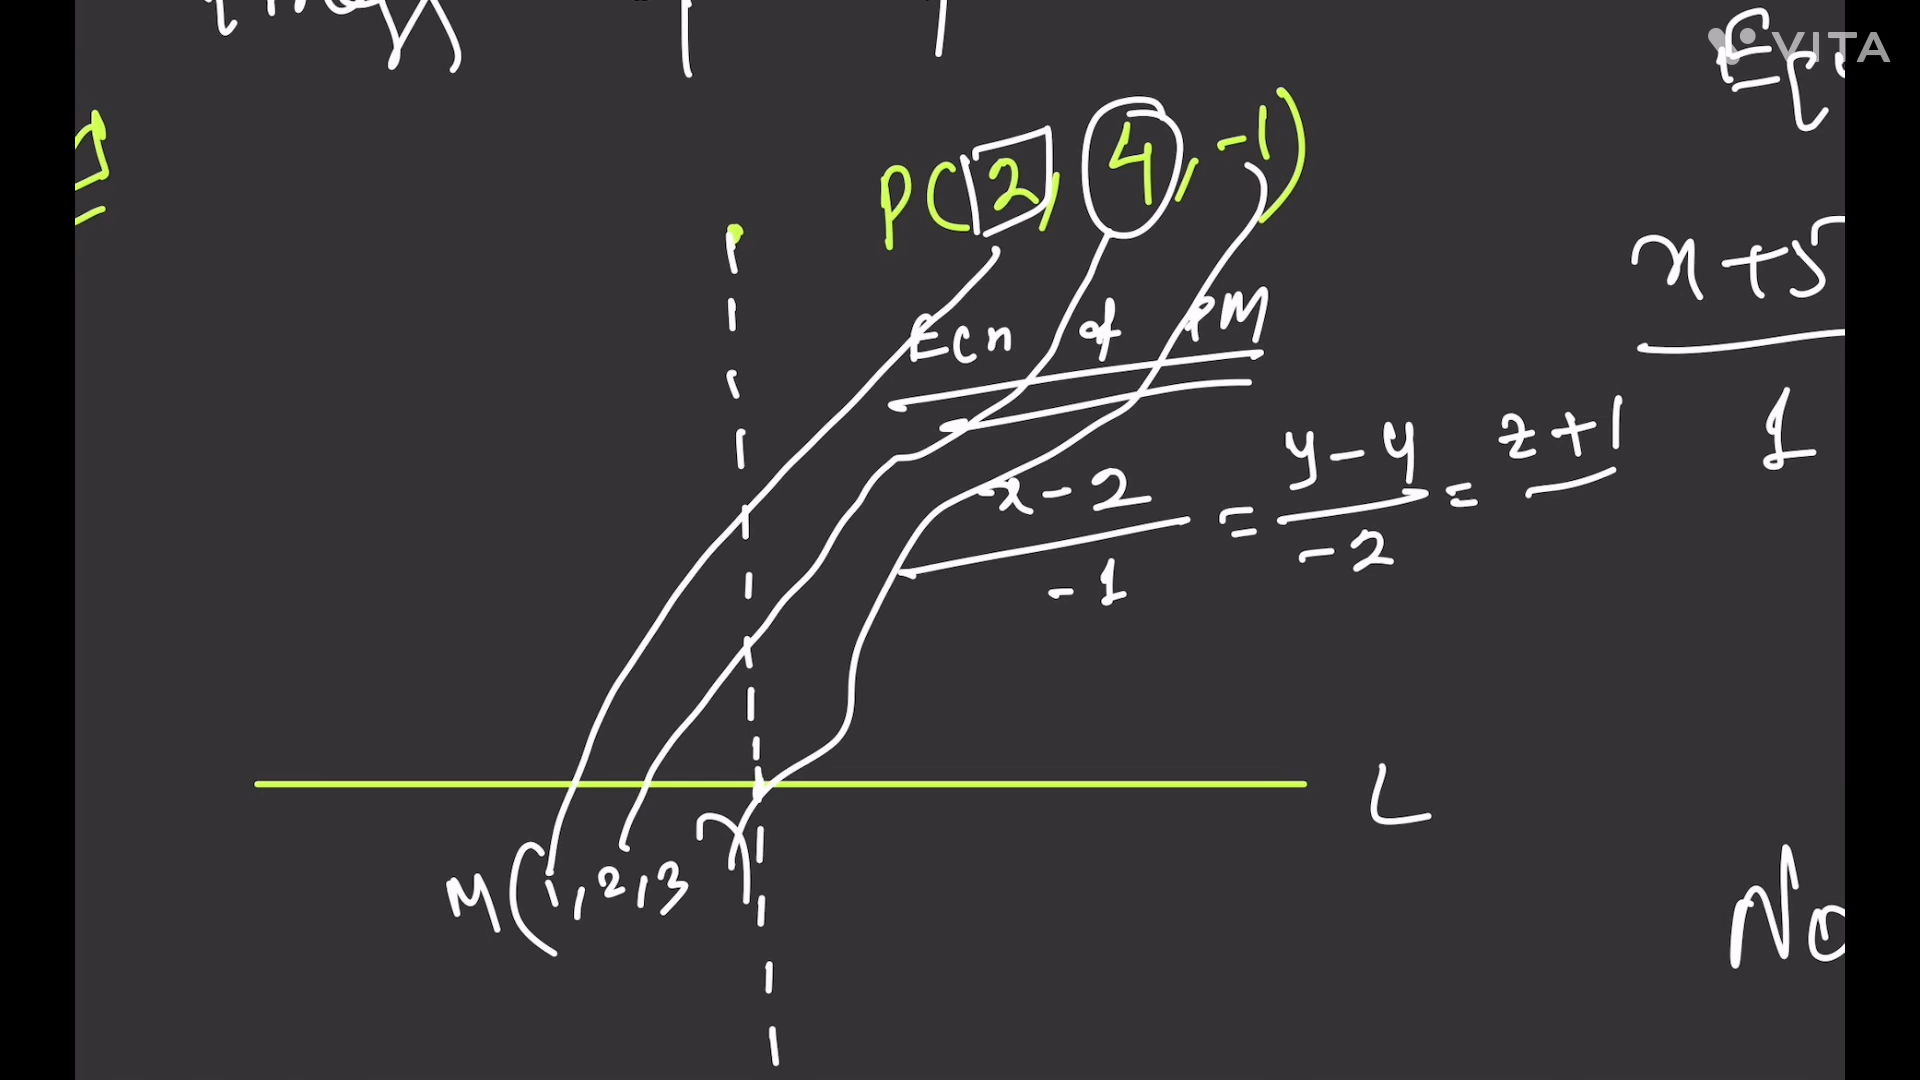 VITA
P(2, 4, -1)
Ecn of PM
x+5
1
x-2 = y-4 = z+1
-1 -2
L
M(1,2,3